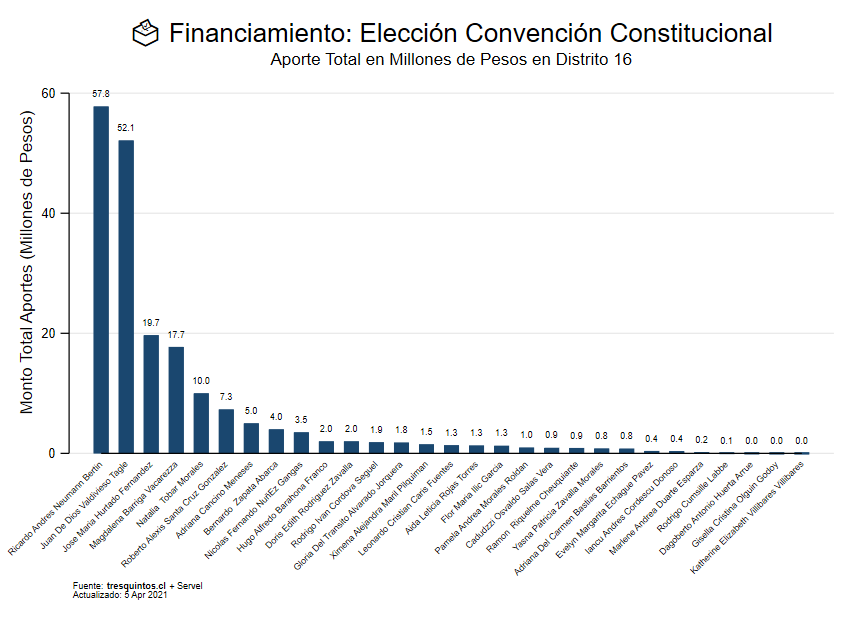 Financiamiento: Elección Convención Constitucional
Aporte Total en Millones de Pesos en Distrito 16
Monto Total Aportes (Millones de Pesos)
60
40
20
0
57.8
52.1
19.7
17.7
10.0
7.3
5.0
4.0
3.5
2.0
2.0
1.9
1.8
1.5
1.3
1.3
1.3
1.0
0.9
0.9
0.8
0.8
0.4
0.4
0.2
0.1
0.0
0.0
0.0
Ricardo Andres Neumann Bertin
Juan De Dios Valdivieso Tagle
Jose Maria Hurtado Fernandez
Magdalena Barriga Vacarezza
Natalia Tobar Morales
Roberto Alexis Santa Cruz Gonzalez
Adriana Cancino Meneses
Bernardo Zapata Abarca
Nicolas Fernando NuñEz Gangas
Hugo Alfredo Barahona Franco
Doris Edith Rodriguez Zavalla
Rodrigo Ivan Cordova Seguel
Gloria Del Transito Alvarado Jorquera
Ximena Alejandra Maril Pilquiman
Leonardo Cristian Caris Fuentes
Aida Leticia Rojas Torres
Flor Maria Ilic Garcia
Pamela Andrea Morales Roldan
Caduzzi Osvaldo Salas Vera
Ramon Riquelme Cheuquiante
Yasna Patricia Zavalla Morales
Adriana Del Carmen Bastias Barrientos
Evelyn Margarita Echague Pavez
Iancu Andres Cordescu Donoso
Marlene Andrea Duarte Esparza
Rodrigo Cumsille Labbe
Dagoberto Antonio Huerta Arrue
Gisella Cristina Olguin Godoy
Katherine Elizabeth Villibares Villibares
Fuente: tresquintos.cl + Servel
Actualizado: 5 Apr 2021